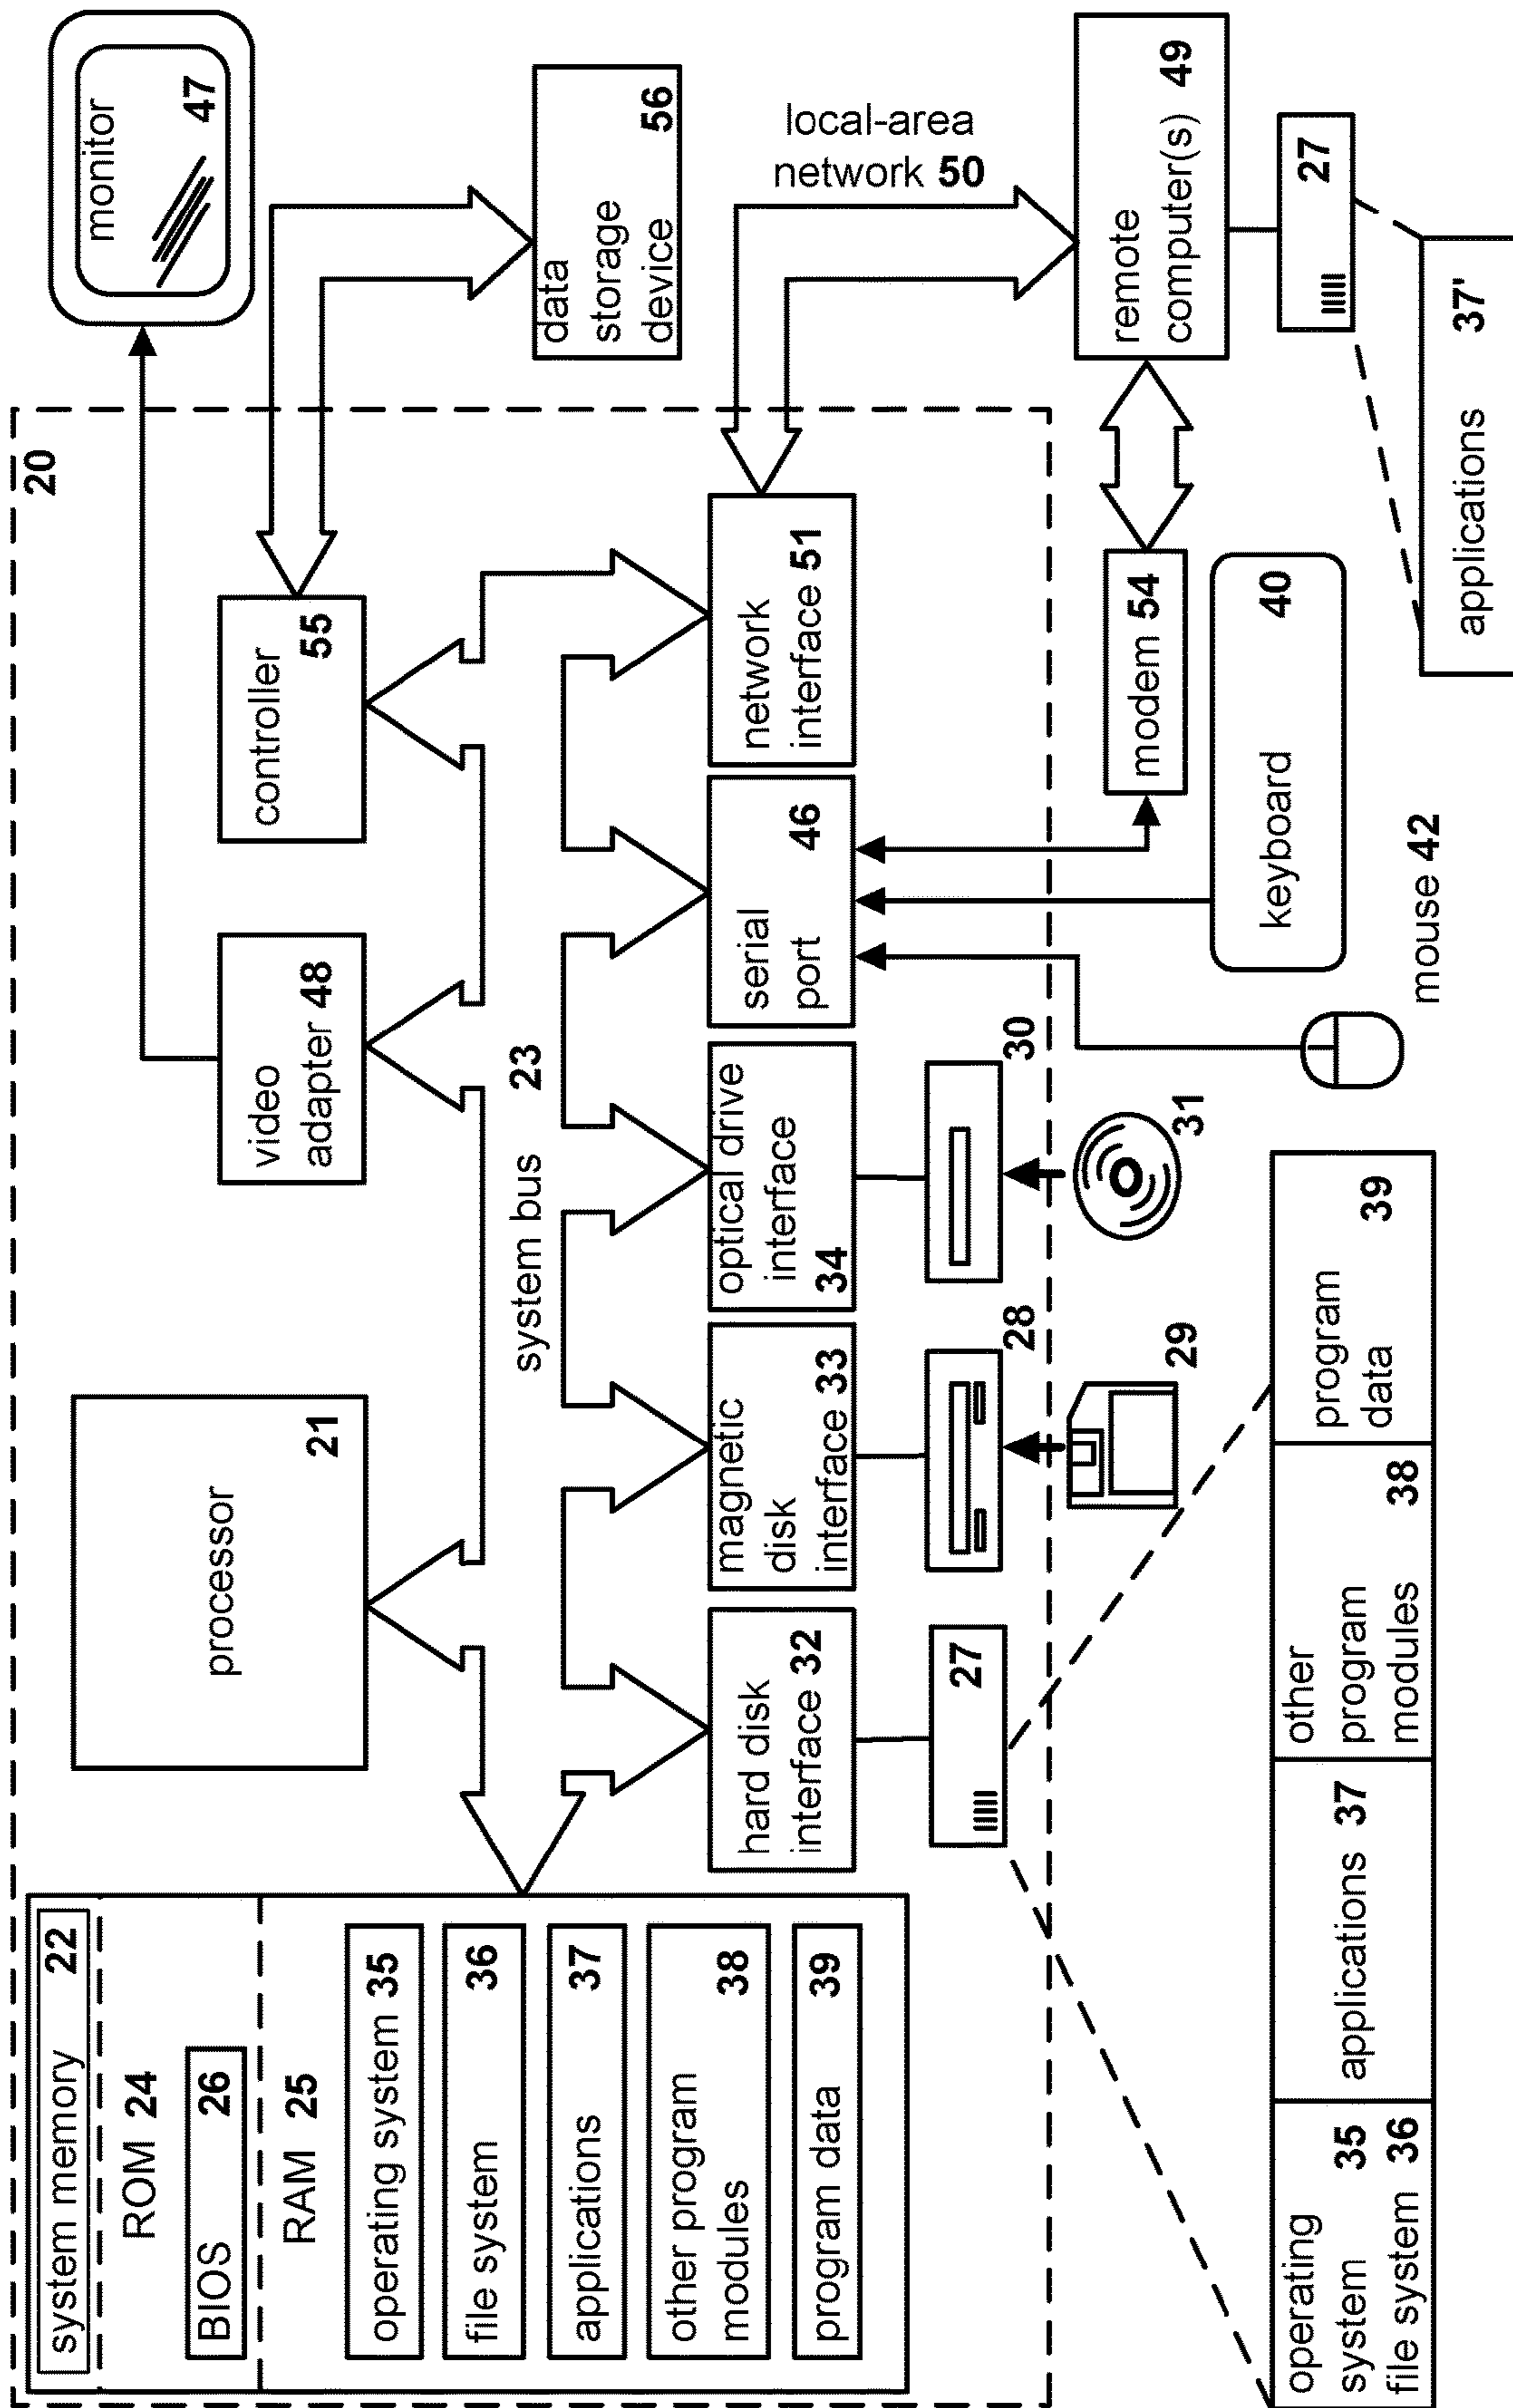 system memory 22
ROM 24
BIOS 26
RAM 25
operating system 35
file system 36
applications 37
other program
modules 38
program data 39
processor
21
video
adapter 48
controller
55
20
monitor
47
system bus 23
data
storage
device 56
hard disk
interface 32
magnetic
disk
interface 33
optical drive
interface
34
serial
port 46
network
interface 51
local-area
network 50
27
28
30
29
31
modem 54
remote
computer(s) 49
27
keyboard 40
mouse 42
operating
system 35
file system 36
applications 37
other
program
modules 38
program
data 39
applications 37'